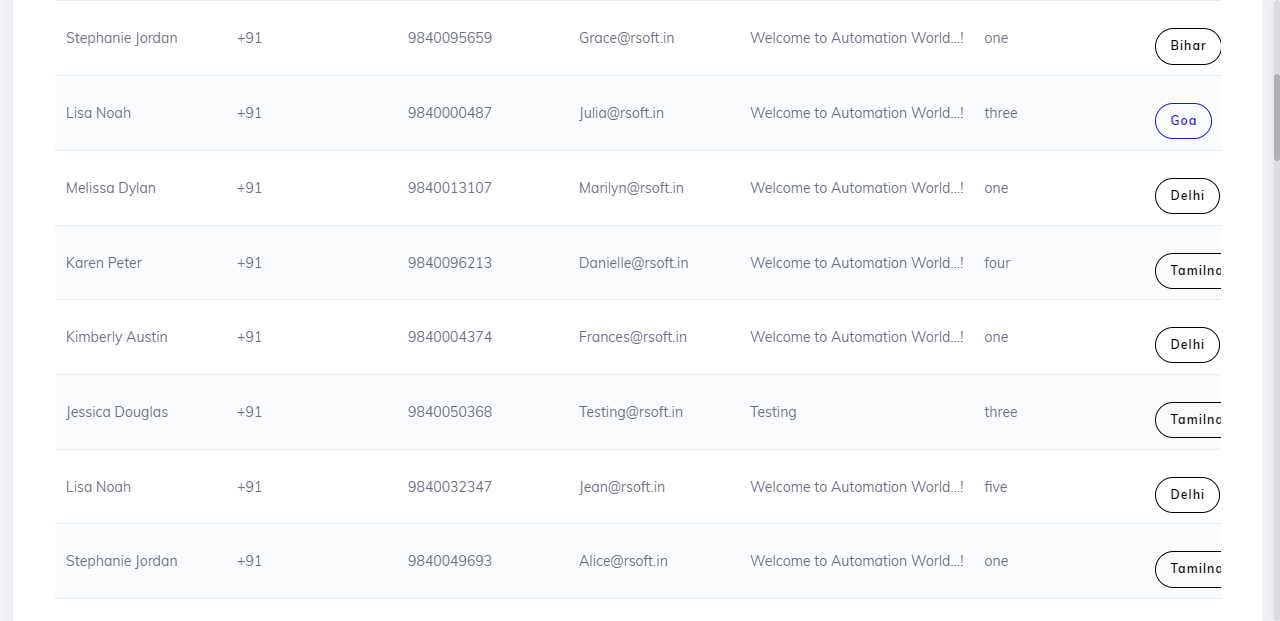 Stephanie Jordan +91 9840095659 Grace@rsoft.in Welcome to Automation World...! one Bihar
Lisa Noah +91 9840000487 Julia@rsoft.in Welcome to Automation World...! three Goa
Melissa Dylan +91 9840013107 Marilyn@rsoft.in Welcome to Automation World...! one Delhi
Karen Peter +91 9840096213 Danielle@rsoft.in Welcome to Automation World...! four Tamilna
Kimberly Austin +91 9840004374 Frances@rsoft.in Welcome to Automation World...! one Delhi
Jessica Douglas +91 9840050368 Testing@rsoft.in Testing three Tamilna
Lisa Noah +91 9840032347 Jean@rsoft.in Welcome to Automation World...! five Delhi
Stephanie Jordan +91 9840049693 Alice@rsoft.in Welcome to Automation World...! one Tamilna